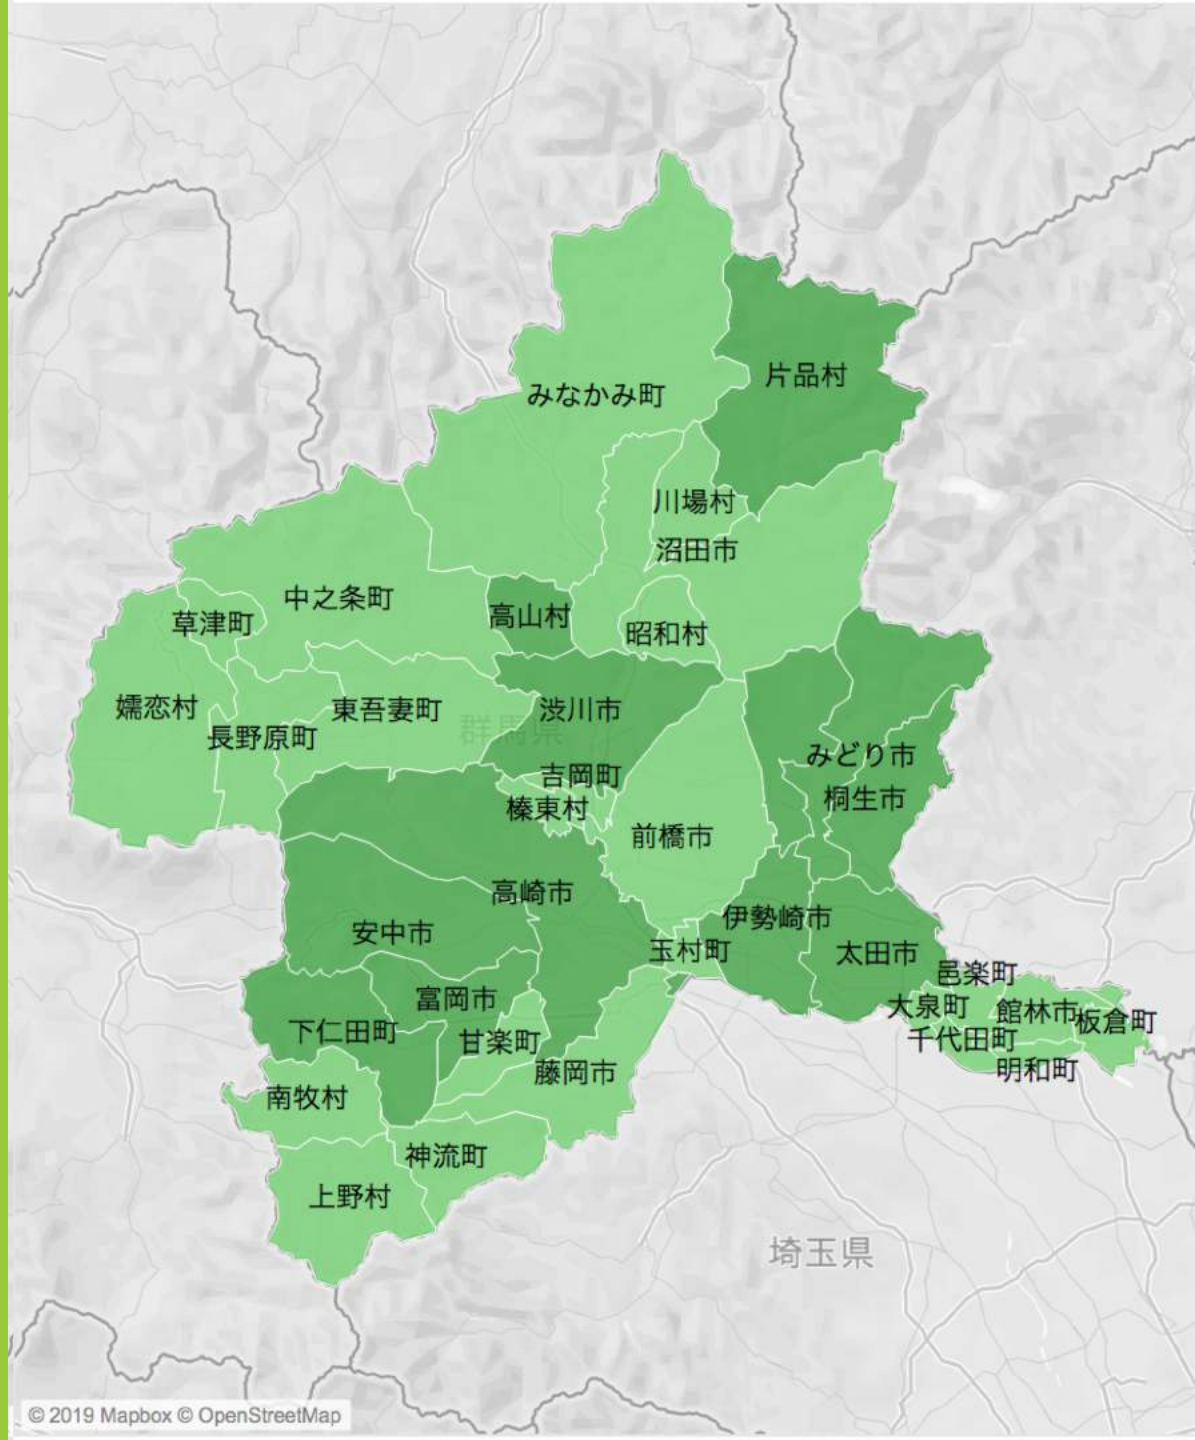 片品村
みなかみ町
川場村
沼田市
中之条町
高山村
草津町
昭和村
嬬恋村
東吾妻町
渋川市
群馬県
長野原町
みどり市
吉岡町
桐生市
榛東村
前橋市
高崎市
伊勢崎市
安中市
玉村町
太田市
邑楽町
富岡市
大泉町
館林市
板倉町
下仁田町
甘楽町
千代田町
藤岡市
明和町
南牧村
神流町
上野村
埼玉県
© 2019 Mapbox © OpenStreetMap